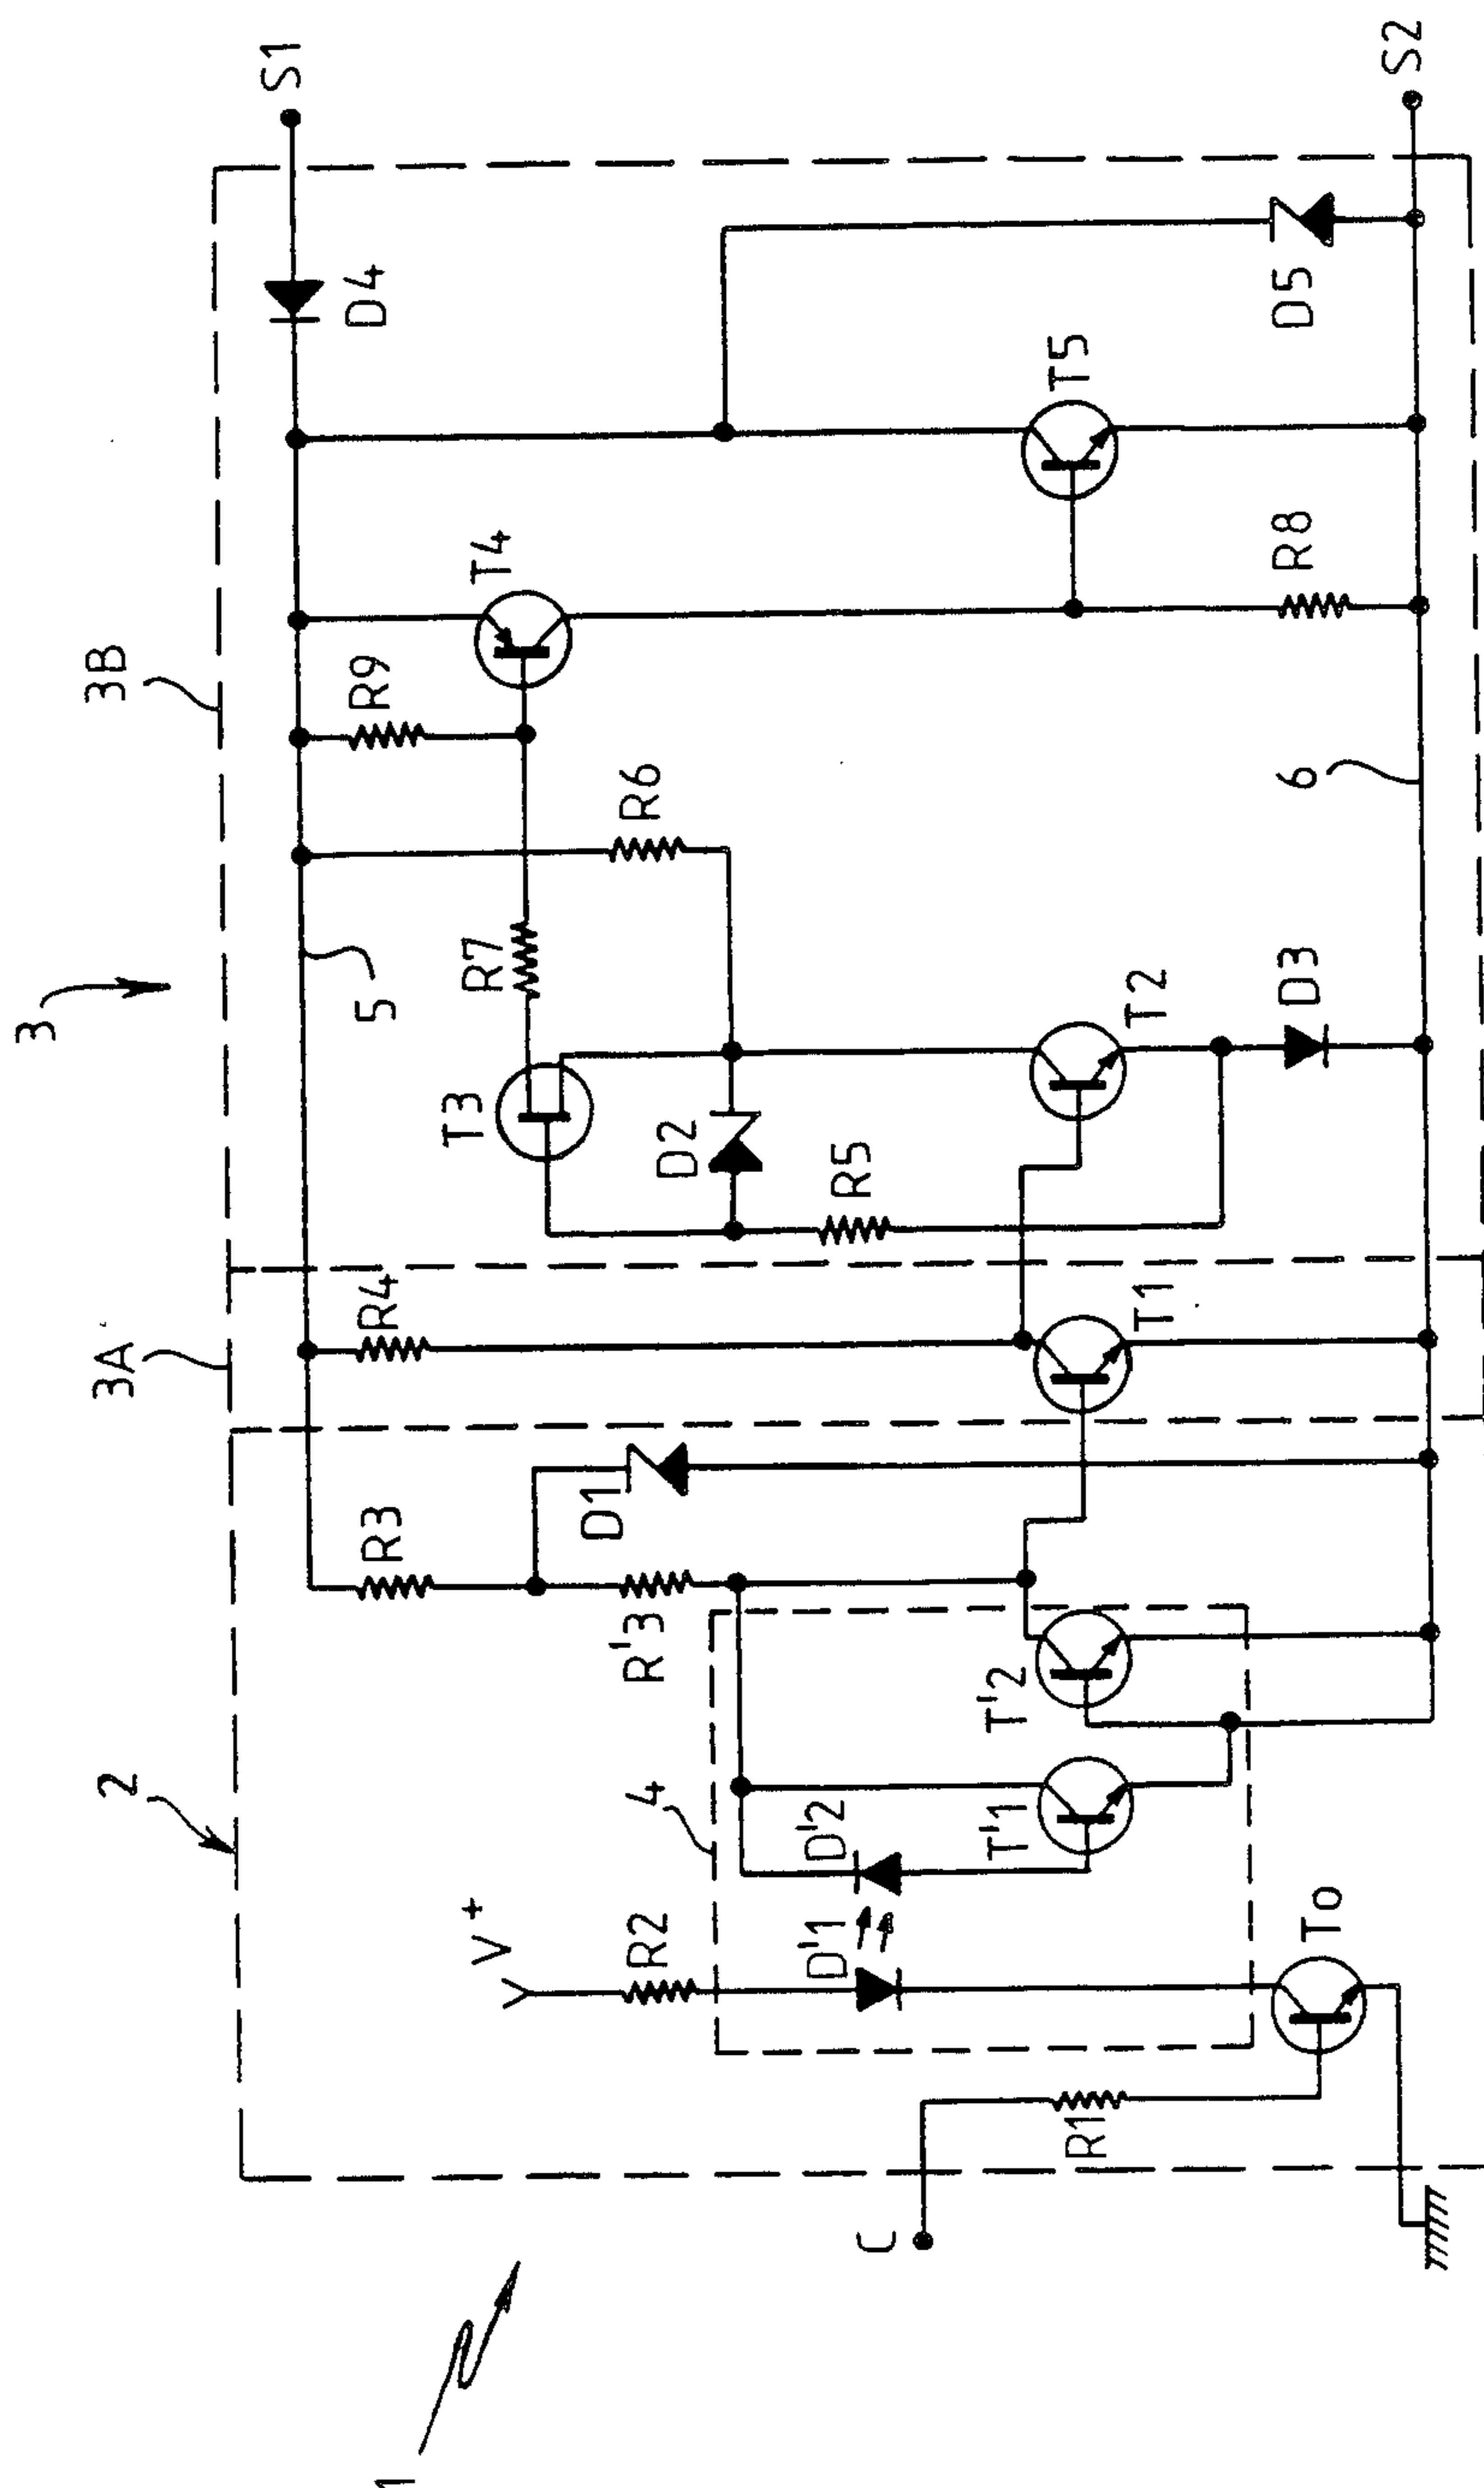 1
C
R1
2
V+
R2
D'1
D'2
4
T'1
T'2
To
R3
R'3
D1
3A
R4
T1
3
3B
5
T3
D2
R5
R7
R6
T2
D3
R9
T4
6
R8
T5
D4
D5
S1
S2